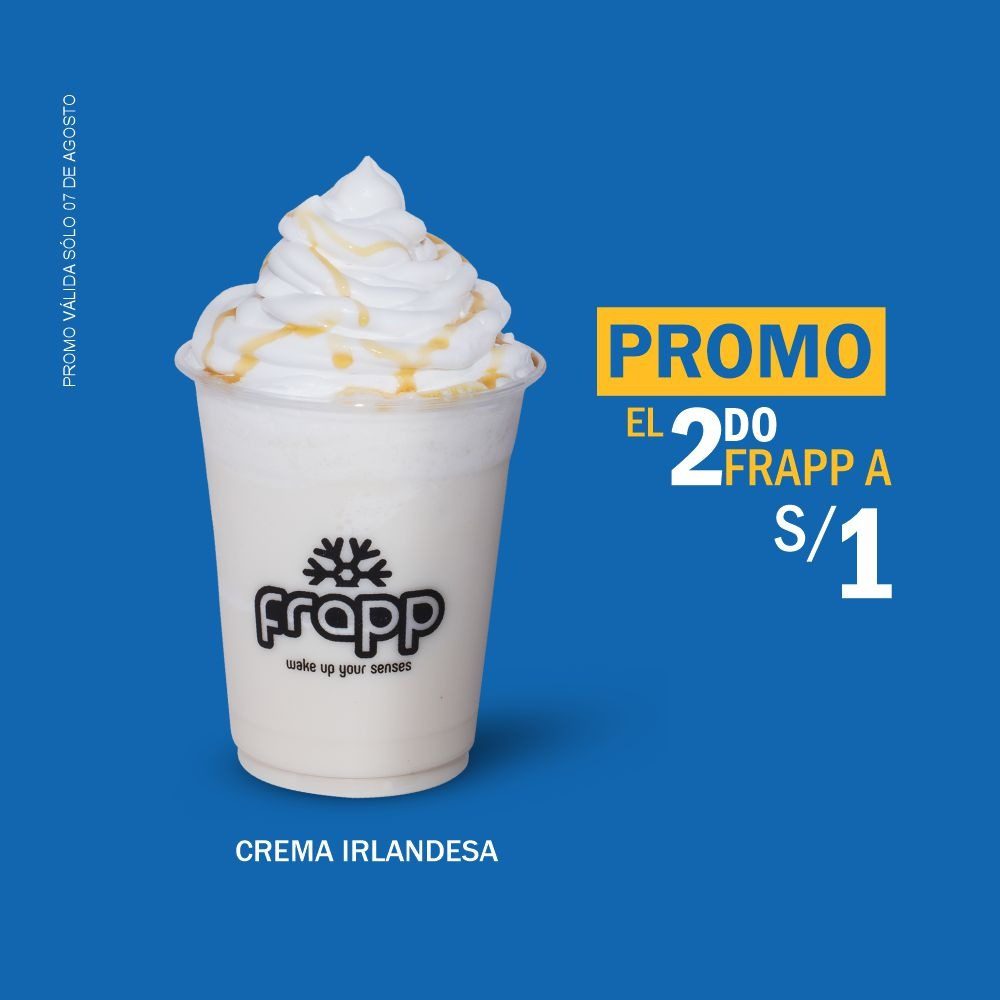 PROMO VÁLIDA SÓLO 07 DE AGOSTO
PROMO
EL 2DO
FRAPP A
S/1
frapp
wake up your senses
CREMA IRLANDESA